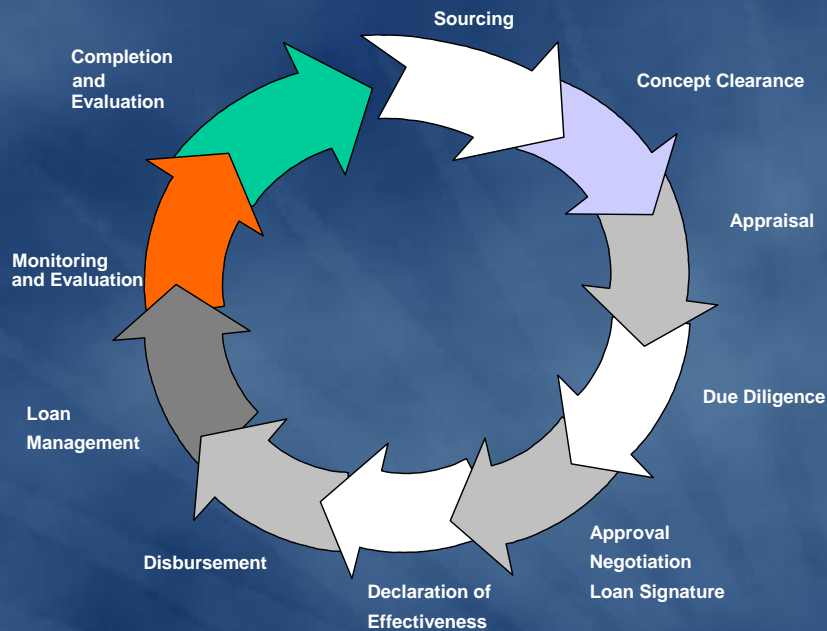 Sourcing
Concept Clearance
Appraisal
Due Diligence
Approval
Negotiation
Loan Signature
Declaration of
Effectiveness
Disbursement
Loan
Management
Monitoring
and Evaluation
Completion
and
Evaluation